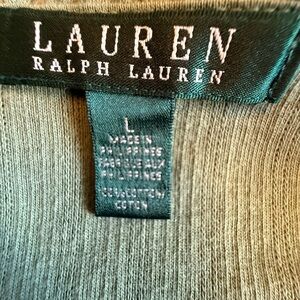 LAUREN
RALPH LAUREN
L
MADE IN
PHILIPPINES
FABRIQUE AUX
PHILIPPINES
100%COTTON/
COTON